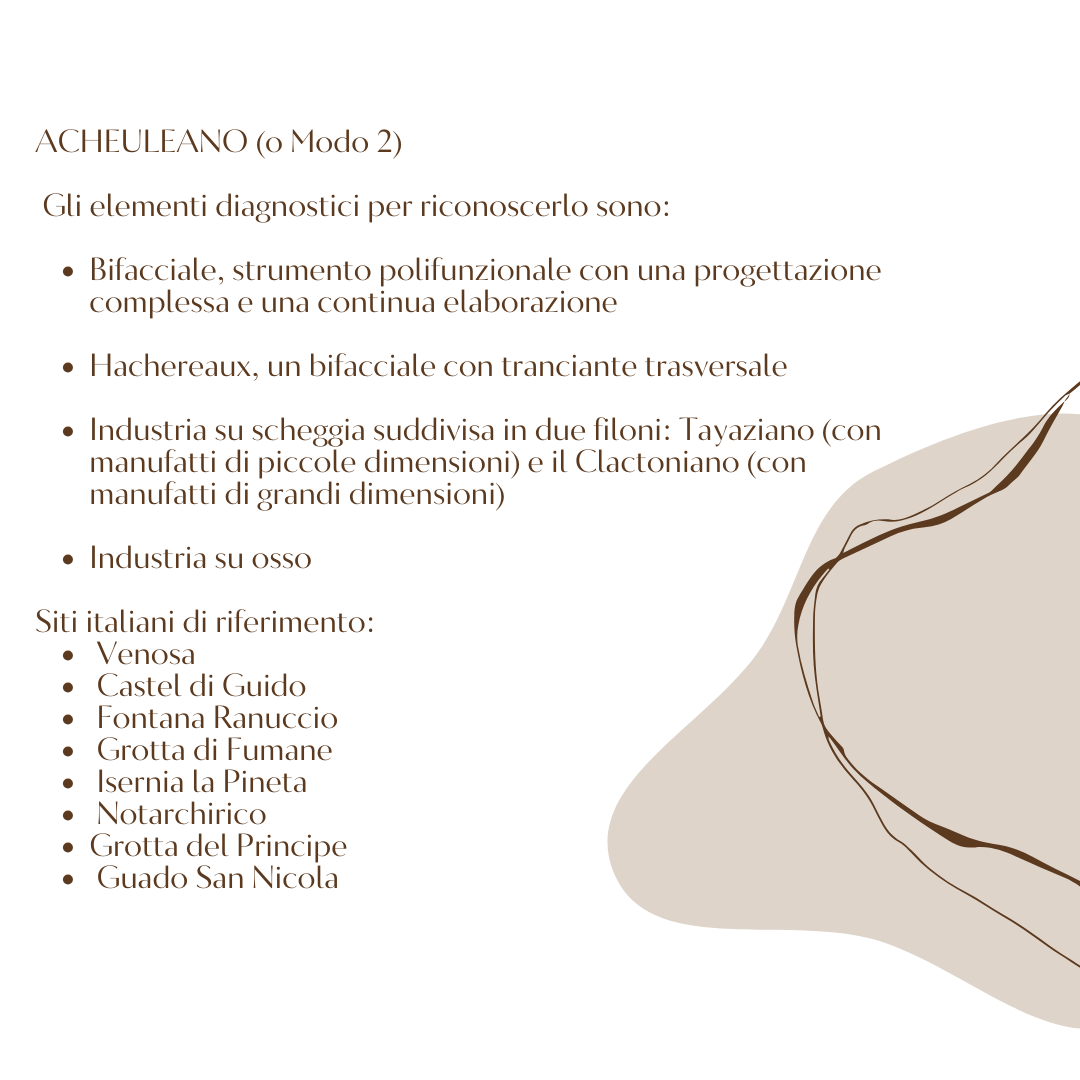 ACHEULEANO (o Modo 2)
Gli elementi diagnostici per riconoscerlo sono:
• Bifacciale, strumento polifunzionale con una progettazione
complessa e una continua elaborazione
• Hachereaux, un bifacciale con tranciante trasversale
• Industria su scheggia suddivisa in due filoni: Tayaziano (con
manufatti di piccole dimensioni) e il Clactoniano (con
manufatti di grandi dimensioni)
• Industria su osso
Siti italiani di riferimento:
• Venosa
• Castel di Guido
• Fontana Ranuccio
• Grotta di Fumane
• Isernia la Pineta
• Notarchirico
• Grotta del Principe
• Guado San Nicola